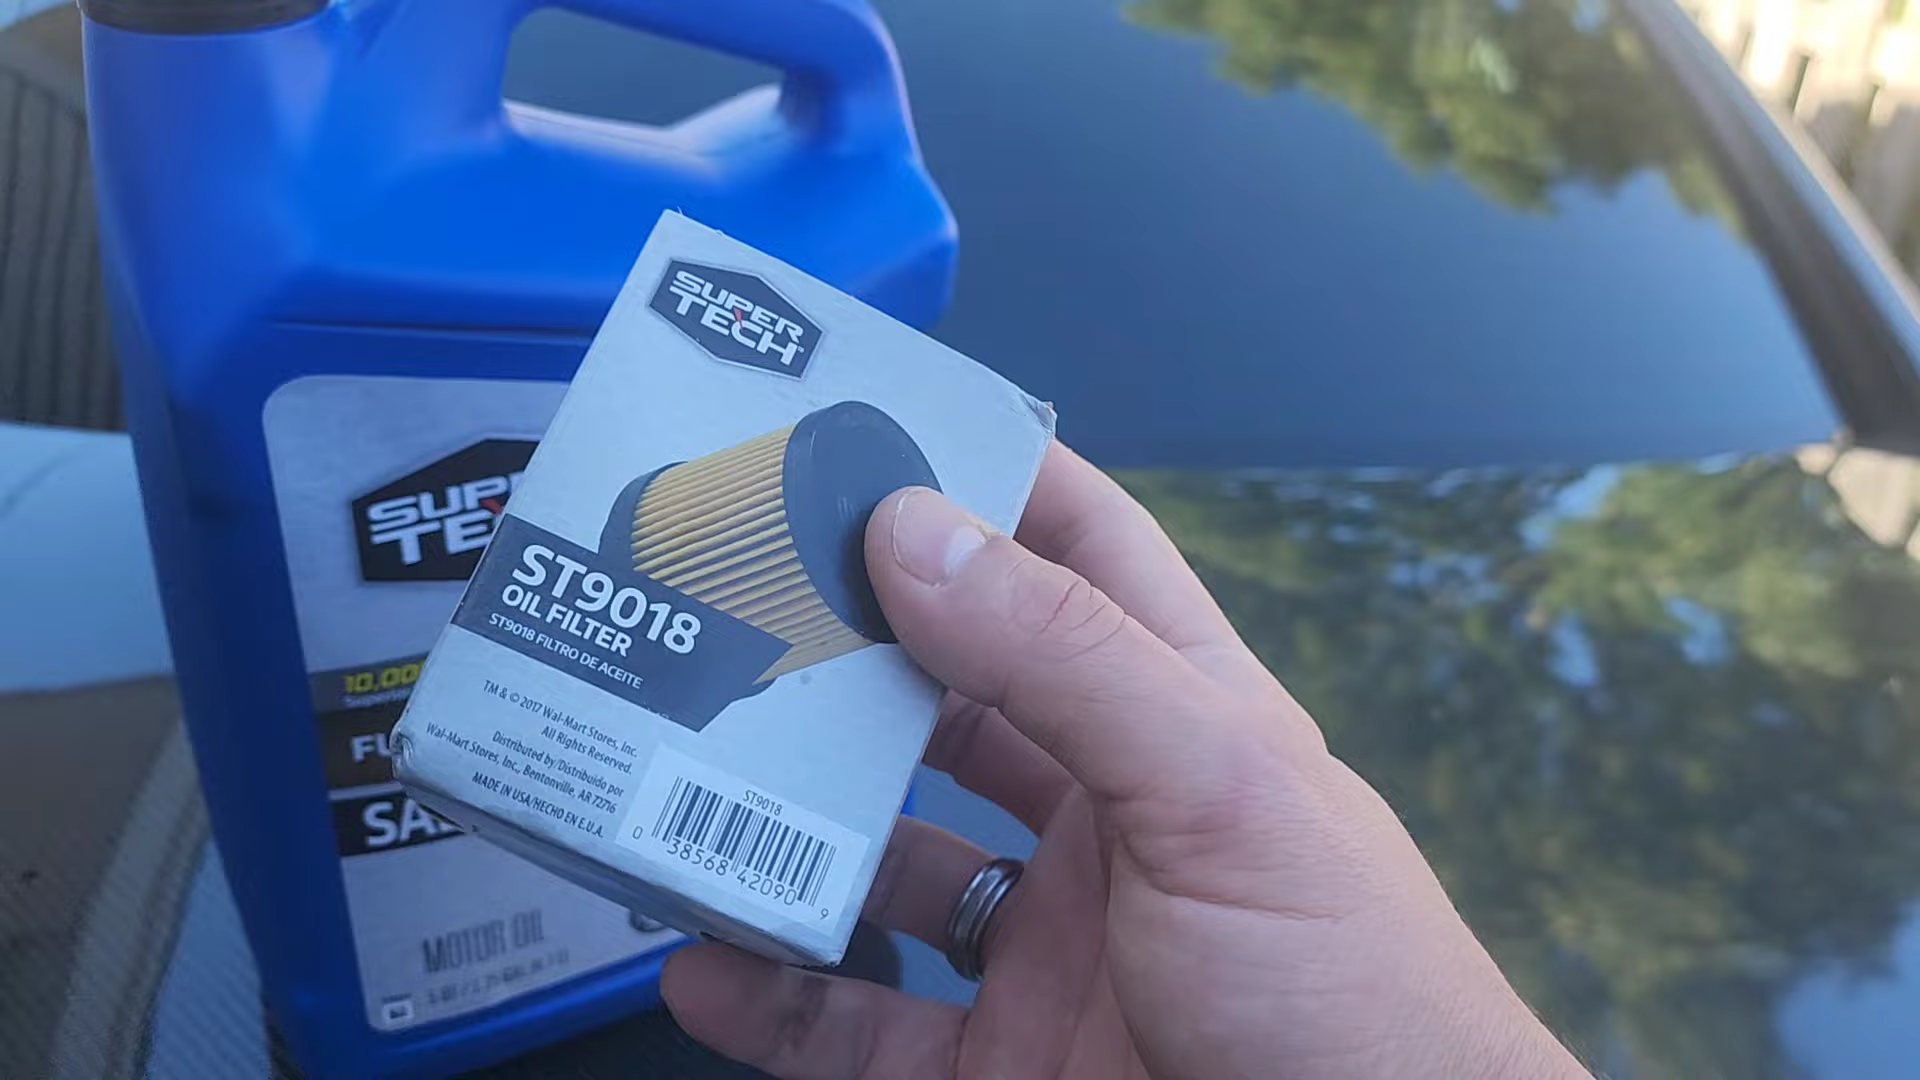 SUPER
TECH
ST9018
OIL FILTER
ST9018 FILTRO DE ACEITE
TM & © 2017 Wal-Mart Stores, Inc.
All Rights Reserved.
Distributed by/Distribuido por
Wal-Mart Stores, Inc., Bentonville, AR 72716
MADE IN USA/HECHO EN E.U.A.
ST9018
0 38568 42090 9
SUP
TE
10,00
FU
SA
MOTOR OIL